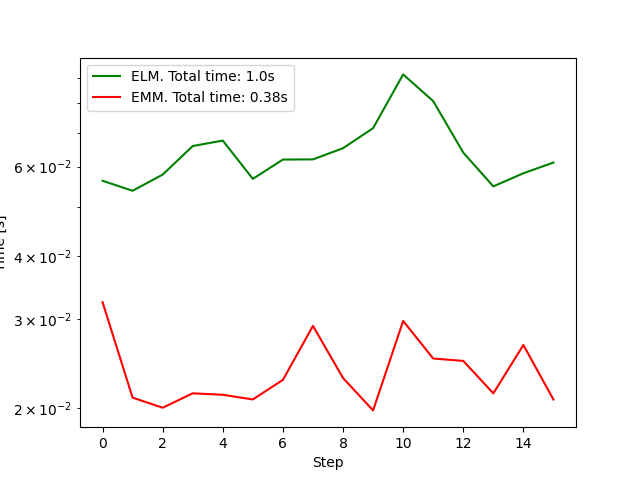 ELM. Total time: 1.0s
EMM. Total time: 0.38s
6 × 10⁻²
4 × 10⁻²
3 × 10⁻²
2 × 10⁻²
0 2 4 6 8 10 12 14
Step